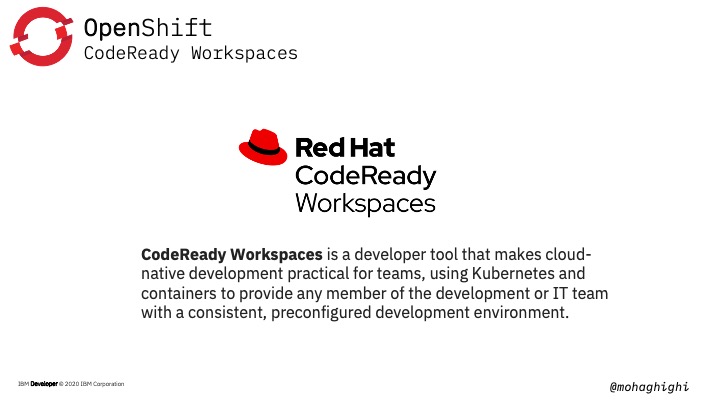 OpenShift
CodeReady Workspaces
Red Hat
CodeReady
Workspaces
CodeReady Workspaces is a developer tool that makes cloud-
native development practical for teams, using Kubernetes and
containers to provide any member of the development or IT team
with a consistent, preconfigured development environment.
IBM Developer © 2020 IBM Corporation
@mohaghighi